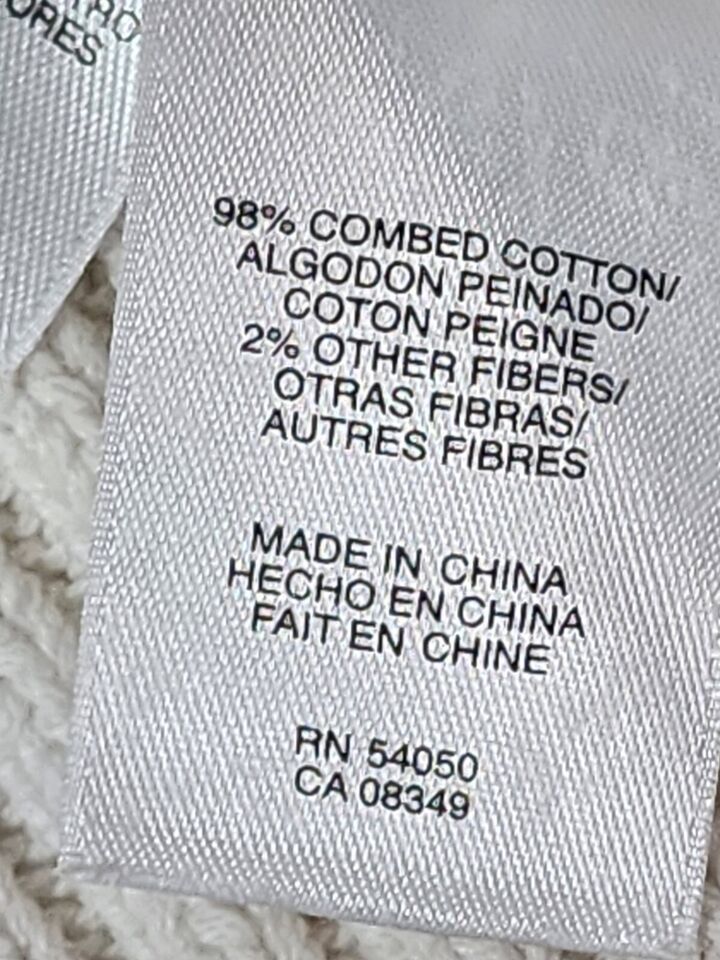 ORES
98% COMBED COTTON/
ALGODON PEINADO/
COTON PEIGNE
2% OTHER FIBERS/
OTRAS FIBRAS/
AUTRES FIBRES
MADE IN CHINA
HECHO EN CHINA
FAIT EN CHINE
RN 54050
CA 08349